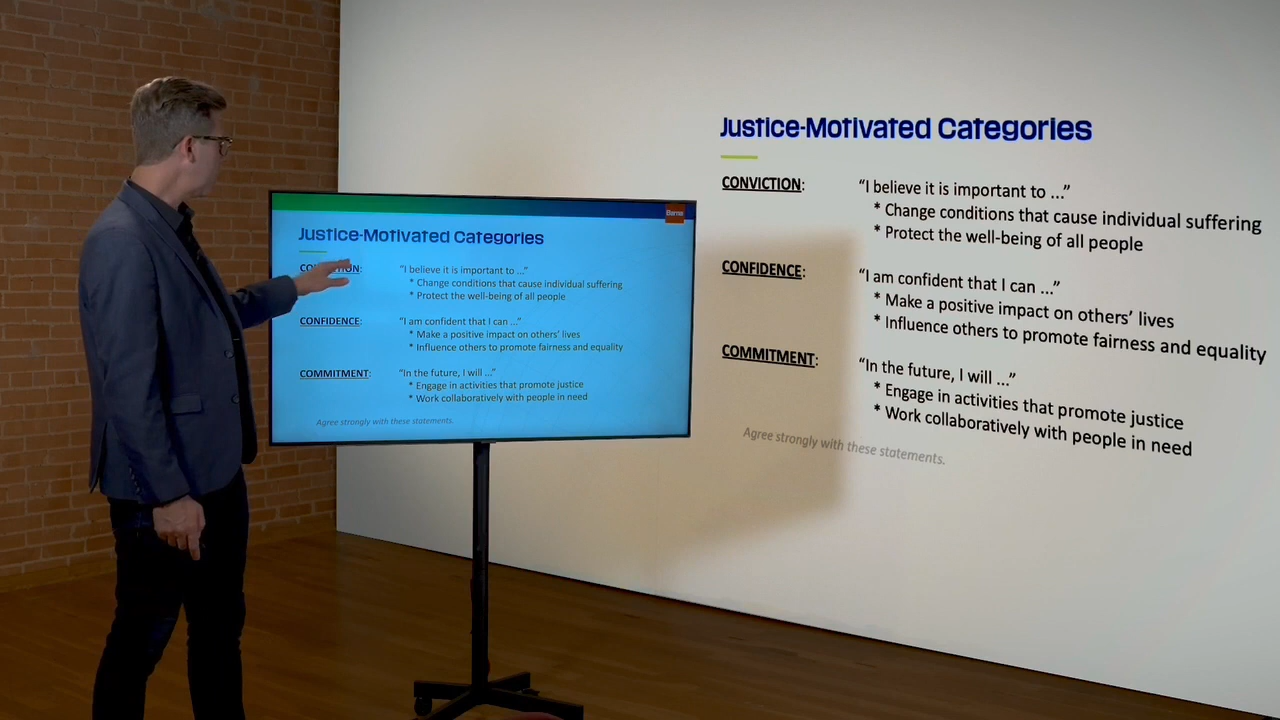 Barna
Justice-Motivated Categories
CONVICTION:
"I believe it is important to ..."
* Change conditions that cause individual suffering
* Protect the well-being of all people
CONFIDENCE:
"I am confident that I can ..."
* Make a positive impact on others' lives
* Influence others to promote fairness and equality
COMMITMENT:
"In the future, I will ..."
* Engage in activities that promote justice
* Work collaboratively with people in need
Agree strongly with these statements.
Justice-Motivated Categories
CONVICTION:
"I believe it is important to ..."
* Change conditions that cause individual suffering
* Protect the well-being of all people
CONFIDENCE:
"I am confident that I can ..."
* Make a positive impact on others' lives
* Influence others to promote fairness and equality
COMMITMENT:
"In the future, I will ..."
* Engage in activities that promote justice
* Work collaboratively with people in need
Agree strongly with these statements.